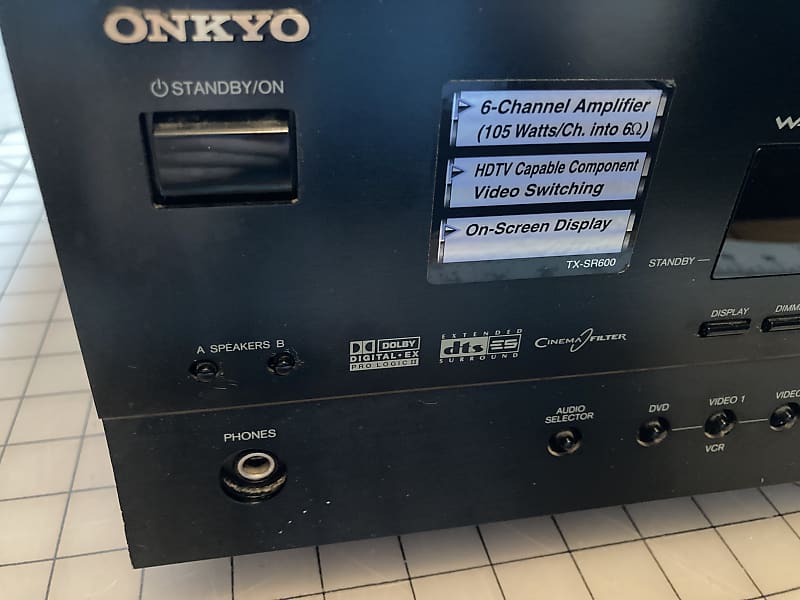 ONKYO
STANDBY/ON
6-Channel Amplifier
(105 Watts/Ch. into 6Ω)
HDTV Capable Component
Video Switching
On-Screen Display
TX-SR600
STANDBY
DISPLAY
A SPEAKERS B
DOLBY
DIGITAL•EX
PRO LOGIC II
EXTENDED
dts ES
SURROUND
CINEMA FILTER
PHONES
AUDIO
SELECTOR
DVD
VIDEO 1
VCR
VIDEO